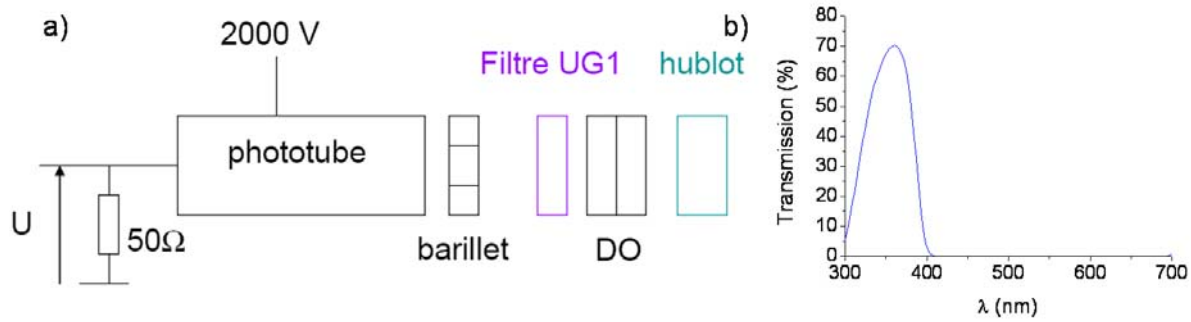 a)
2000 V
Filtre UG1
hublot
phototube
U
50Ω
barillet
DO
b)
Transmission (%)
80
70
60
50
40
30
20
10
0
300 400 500 600 700
λ (nm)